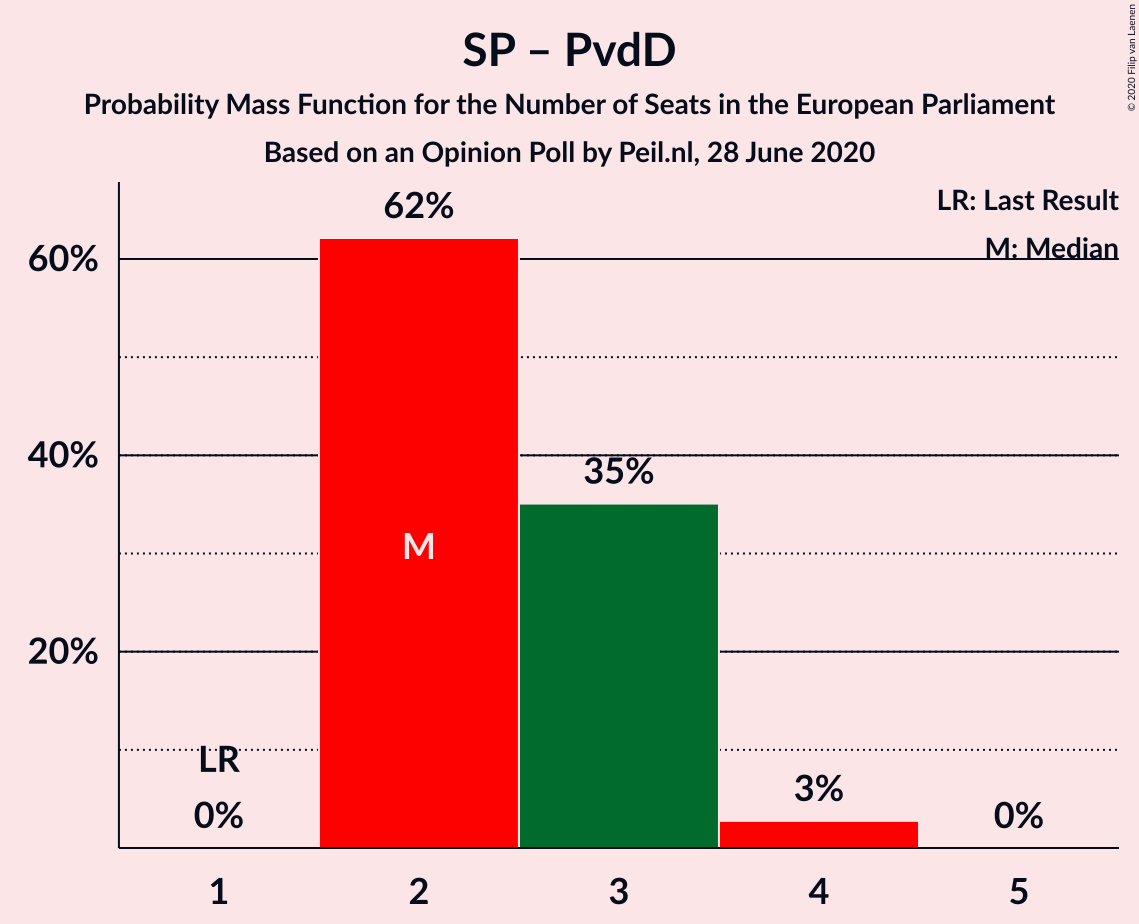 SP – PvdD
Probability Mass Function for the Number of Seats in the European Parliament
Based on an Opinion Poll by Peil.nl, 28 June 2020
© 2020 Filip van Laenen
LR: Last Result
M: Median
62%
60%
40%
35%
M
20%
LR
0%
3%
0%
1
2
3
4
5